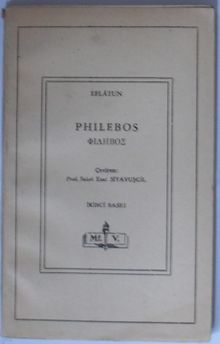 EFLÂTUN
PHILEBOS
ΦΙΛΗΒΟΣ
Çeviren:
Prof. Sabri Esat SİYAVUŞGİL
İKİNCİ BASKI
M. V.